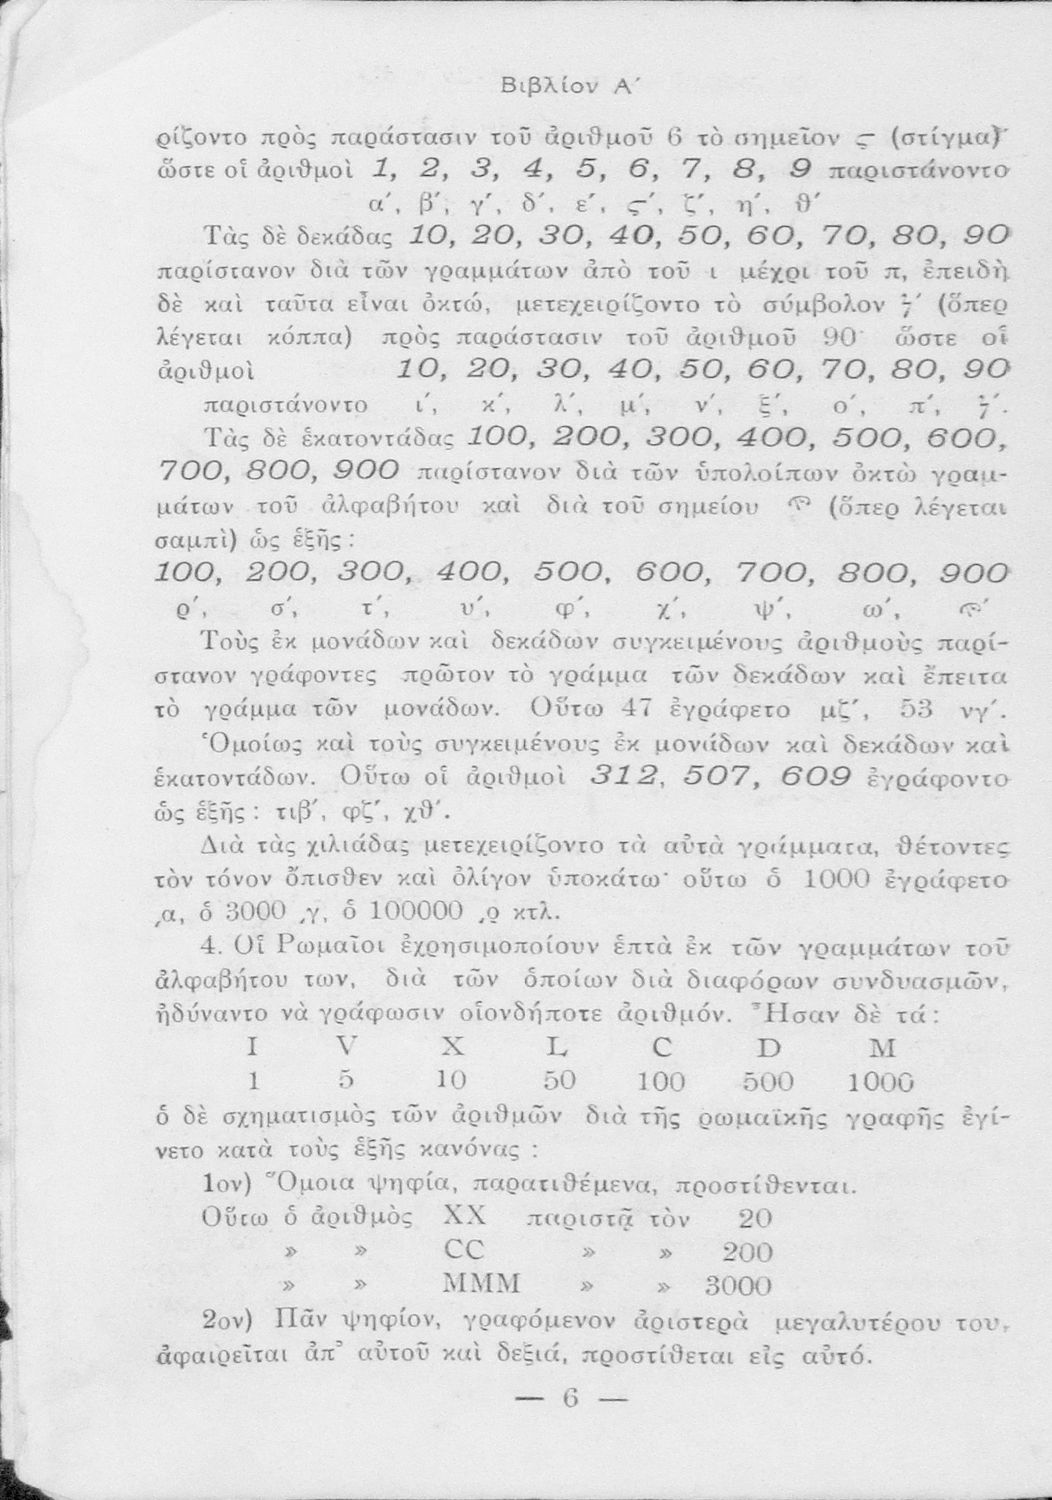 Βιβλίον Α΄
ρίζοντο πρὸς παράστασιν τοῦ ἀριθμοῦ 6 τὸ σημεῖον ϛ (στίγμα)·
ὥστε οἱ ἀριθμοὶ 1, 2, 3, 4, 5, 6, 7, 8, 9 παριστάνοντο
α΄, β΄, γ΄, δ΄, ε΄, ϛ΄, ζ΄, η΄, θ΄
Τὰς δὲ δεκάδας 10, 20, 30, 40, 50, 60, 70, 80, 90
παρίστανον διὰ τῶν γραμμάτων ἀπὸ τοῦ ι μέχρι τοῦ π, ἐπειδὴ
δὲ καὶ ταῦτα εἶναι ὀκτώ, μετεχειρίζοντο τὸ σύμβολον ϟ΄ (ὅπερ
λέγεται κόππα) πρὸς παράστασιν τοῦ ἀριθμοῦ 90· ὥστε οἱ
ἀριθμοὶ 10, 20, 30, 40, 50, 60, 70, 80, 90
παριστάνοντο ι΄, κ΄, λ΄, μ΄, ν΄, ξ΄, ο΄, π΄, ϟ΄.
Τὰς δὲ ἑκατοντάδας 100, 200, 300, 400, 500, 600,
700, 800, 900 παρίστανον διὰ τῶν ὑπολοίπων ὀκτὼ γραμ-
μάτων τοῦ ἀλφαβήτου καὶ διὰ τοῦ σημείου ϡ (ὅπερ λέγεται
σαμπὶ) ὡς ἑξῆς :
100, 200, 300, 400, 500, 600, 700, 800, 900
ρ΄, σ΄, τ΄, υ΄, φ΄, χ΄, ψ΄, ω΄, ϡ΄
Τοὺς ἐκ μονάδων καὶ δεκάδων συγκειμένους ἀριθμοὺς παρί-
στανον γράφοντες πρῶτον τὸ γράμμα τῶν δεκάδων καὶ ἔπειτα
τὸ γράμμα τῶν μονάδων. Οὕτω 47 ἐγράφετο μζ΄, 53 νγ΄.
Ὁμοίως καὶ τοὺς συγκειμένους ἐκ μονάδων καὶ δεκάδων καὶ
ἑκατοντάδων. Οὕτω οἱ ἀριθμοὶ 312, 507, 609 ἐγράφοντο
ὡς ἑξῆς : τιβ΄, φζ΄, χθ΄.
Διὰ τὰς χιλιάδας μετεχειρίζοντο τὰ αὐτὰ γράμματα, θέτοντες
τὸν τόνον ὄπισθεν καὶ ὀλίγον ὑποκάτω· οὕτω ὁ 1000 ἐγράφετο
͵α, ὁ 3000 ͵γ, ὁ 100000 ͵ρ κτλ.
4. Οἱ Ρωμαῖοι ἐχρησιμοποίουν ἑπτὰ ἐκ τῶν γραμμάτων τοῦ
ἀλφαβήτου των, διὰ τῶν ὁποίων διὰ διαφόρων συνδυασμῶν,
ἠδύναντο νὰ γράφωσιν οἱονδήποτε ἀριθμόν. Ἦσαν δὲ τά :
I V X L C D M
1 5 10 50 100 500 1000
ὁ δὲ σχηματισμὸς τῶν ἀριθμῶν διὰ τῆς ρωμαϊκῆς γραφῆς ἐγί-
νετο κατὰ τοὺς ἑξῆς κανόνας :
1ον) Ὅμοια ψηφία, παρατιθέμενα, προστίθενται.
Οὕτω ὁ ἀριθμὸς XX παριστᾷ τὸν 20
» » CC » » 200
» » MMM » » 3000
2ον) Πᾶν ψηφίον, γραφόμενον ἀριστερὰ μεγαλυτέρου του,
ἀφαιρεῖται ἀπ᾽ αὐτοῦ καὶ δεξιά, προστίθεται εἰς αὐτό.
— 6 —